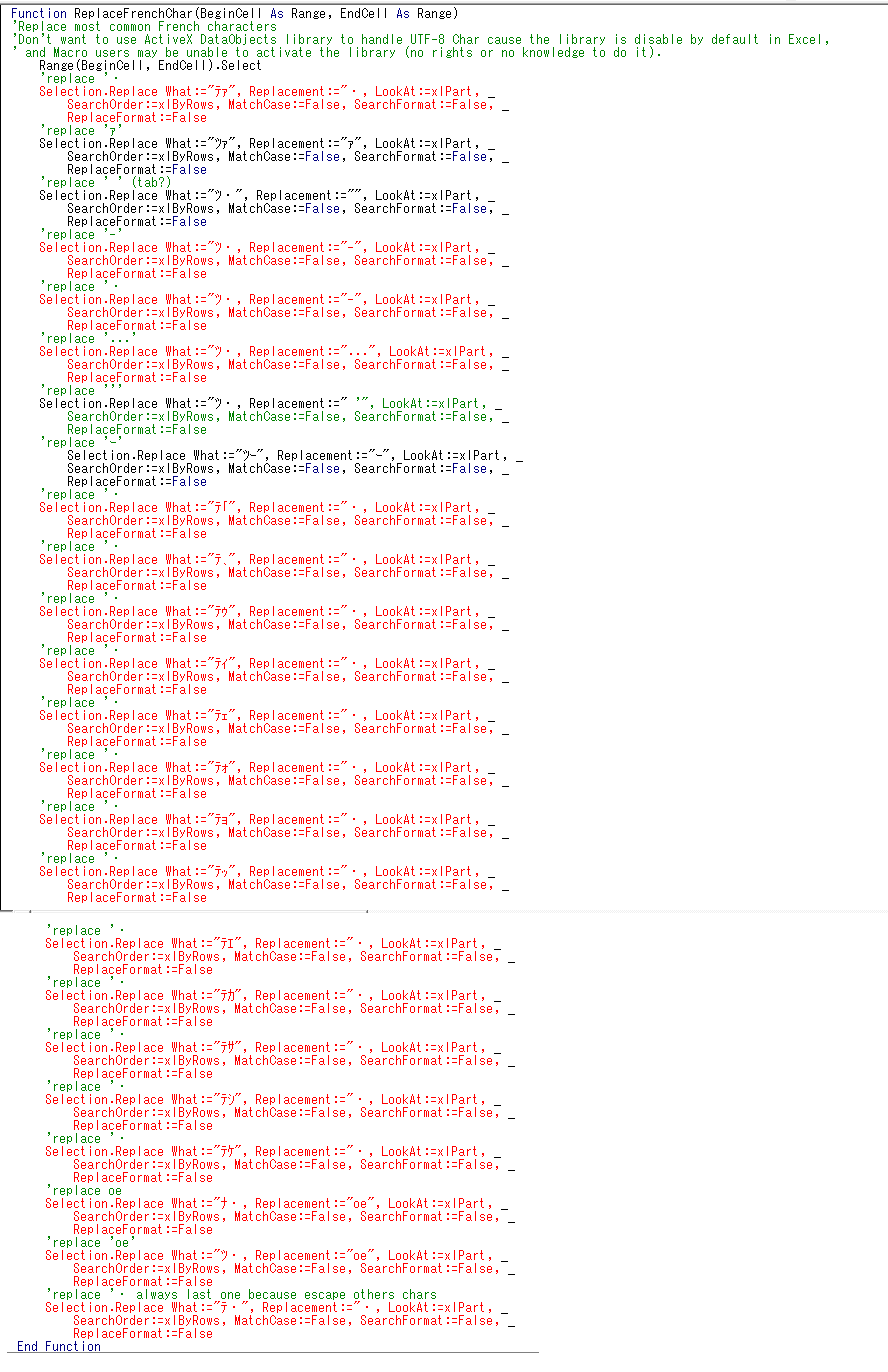 Function ReplaceFrenchChar(BeginCell As Range, EndCell As Range)
'Replace most common French characters
'Don't want to use ActiveX DataObjects library to handle UTF-8 Char cause the library is disable by default in Excel,
' and Macro users may be unable to activate the library (no rights or no knowledge to do it).
Range(BeginCell, EndCell).Select
'replace '・
Selection.Replace What:="ﾃｧ", Replacement:="・, LookAt:=xlPart, _
SearchOrder:=xlByRows, MatchCase:=False, SearchFormat:=False, _
ReplaceFormat:=False
'replace 'ｧ'
Selection.Replace What:="ﾂｧ", Replacement:="ｧ", LookAt:=xlPart, _
SearchOrder:=xlByRows, MatchCase:=False, SearchFormat:=False, _
ReplaceFormat:=False
'replace ' ' (tab?)
Selection.Replace What:="ﾂ・", Replacement:="", LookAt:=xlPart, _
SearchOrder:=xlByRows, MatchCase:=False, SearchFormat:=False, _
ReplaceFormat:=False
'replace '-'
Selection.Replace What:="ﾂ・, Replacement:="-", LookAt:=xlPart, _
SearchOrder:=xlByRows, MatchCase:=False, SearchFormat:=False, _
ReplaceFormat:=False
'replace '・
Selection.Replace What:="ﾂ・, Replacement:="-", LookAt:=xlPart, _
SearchOrder:=xlByRows, MatchCase:=False, SearchFormat:=False, _
ReplaceFormat:=False
'replace '...'
Selection.Replace What:="ﾂ・, Replacement:="...", LookAt:=xlPart, _
SearchOrder:=xlByRows, MatchCase:=False, SearchFormat:=False, _
ReplaceFormat:=False
'replace '''
Selection.Replace What:="ﾂ・, Replacement:=" '", LookAt:=xlPart, _
SearchOrder:=xlByRows, MatchCase:=False, SearchFormat:=False, _
ReplaceFormat:=False
'replace '-'
Selection.Replace What:="ﾂ-", Replacement:="-", LookAt:=xlPart, _
SearchOrder:=xlByRows, MatchCase:=False, SearchFormat:=False, _
ReplaceFormat:=False
'replace '・
Selection.Replace What:="ﾃ｢", Replacement:="・, LookAt:=xlPart, _
SearchOrder:=xlByRows, MatchCase:=False, SearchFormat:=False, _
ReplaceFormat:=False
'replace '・
Selection.Replace What:="ﾃ､", Replacement:="・, LookAt:=xlPart, _
SearchOrder:=xlByRows, MatchCase:=False, SearchFormat:=False, _
ReplaceFormat:=False
'replace '・
Selection.Replace What:="ﾃｩ", Replacement:="・, LookAt:=xlPart, _
SearchOrder:=xlByRows, MatchCase:=False, SearchFormat:=False, _
ReplaceFormat:=False
'replace '・
Selection.Replace What:="ﾃｨ", Replacement:="・, LookAt:=xlPart, _
SearchOrder:=xlByRows, MatchCase:=False, SearchFormat:=False, _
ReplaceFormat:=False
'replace '・
Selection.Replace What:="ﾃｪ", Replacement:="・, LookAt:=xlPart, _
SearchOrder:=xlByRows, MatchCase:=False, SearchFormat:=False, _
ReplaceFormat:=False
'replace '・
Selection.Replace What:="ﾃｫ", Replacement:="・, LookAt:=xlPart, _
SearchOrder:=xlByRows, MatchCase:=False, SearchFormat:=False, _
ReplaceFormat:=False
'replace '・
Selection.Replace What:="ﾃｮ", Replacement:="・, LookAt:=xlPart, _
SearchOrder:=xlByRows, MatchCase:=False, SearchFormat:=False, _
ReplaceFormat:=False
'replace '・
Selection.Replace What:="ﾃｯ", Replacement:="・, LookAt:=xlPart, _
SearchOrder:=xlByRows, MatchCase:=False, SearchFormat:=False, _
ReplaceFormat:=False
'replace '・
Selection.Replace What:="ﾃｴ", Replacement:="・, LookAt:=xlPart, _
SearchOrder:=xlByRows, MatchCase:=False, SearchFormat:=False, _
ReplaceFormat:=False
'replace '・
Selection.Replace What:="ﾃｶ", Replacement:="・, LookAt:=xlPart, _
SearchOrder:=xlByRows, MatchCase:=False, SearchFormat:=False, _
ReplaceFormat:=False
'replace '・
Selection.Replace What:="ﾃｻ", Replacement:="・, LookAt:=xlPart, _
SearchOrder:=xlByRows, MatchCase:=False, SearchFormat:=False, _
ReplaceFormat:=False
'replace '・
Selection.Replace What:="ﾃｼ", Replacement:="・, LookAt:=xlPart, _
SearchOrder:=xlByRows, MatchCase:=False, SearchFormat:=False, _
ReplaceFormat:=False
'replace '・
Selection.Replace What:="ﾃｹ", Replacement:="・, LookAt:=xlPart, _
SearchOrder:=xlByRows, MatchCase:=False, SearchFormat:=False, _
ReplaceFormat:=False
'replace oe
Selection.Replace What:="ﾅ・, Replacement:="oe", LookAt:=xlPart, _
SearchOrder:=xlByRows, MatchCase:=False, SearchFormat:=False, _
ReplaceFormat:=False
'replace 'oe'
Selection.Replace What:="ﾂ・, Replacement:="oe", LookAt:=xlPart, _
SearchOrder:=xlByRows, MatchCase:=False, SearchFormat:=False, _
ReplaceFormat:=False
'replace '・ always last one because escape others chars
Selection.Replace What:="ﾃ・", Replacement:="・, LookAt:=xlPart, _
SearchOrder:=xlByRows, MatchCase:=False, SearchFormat:=False, _
ReplaceFormat:=False
End Function